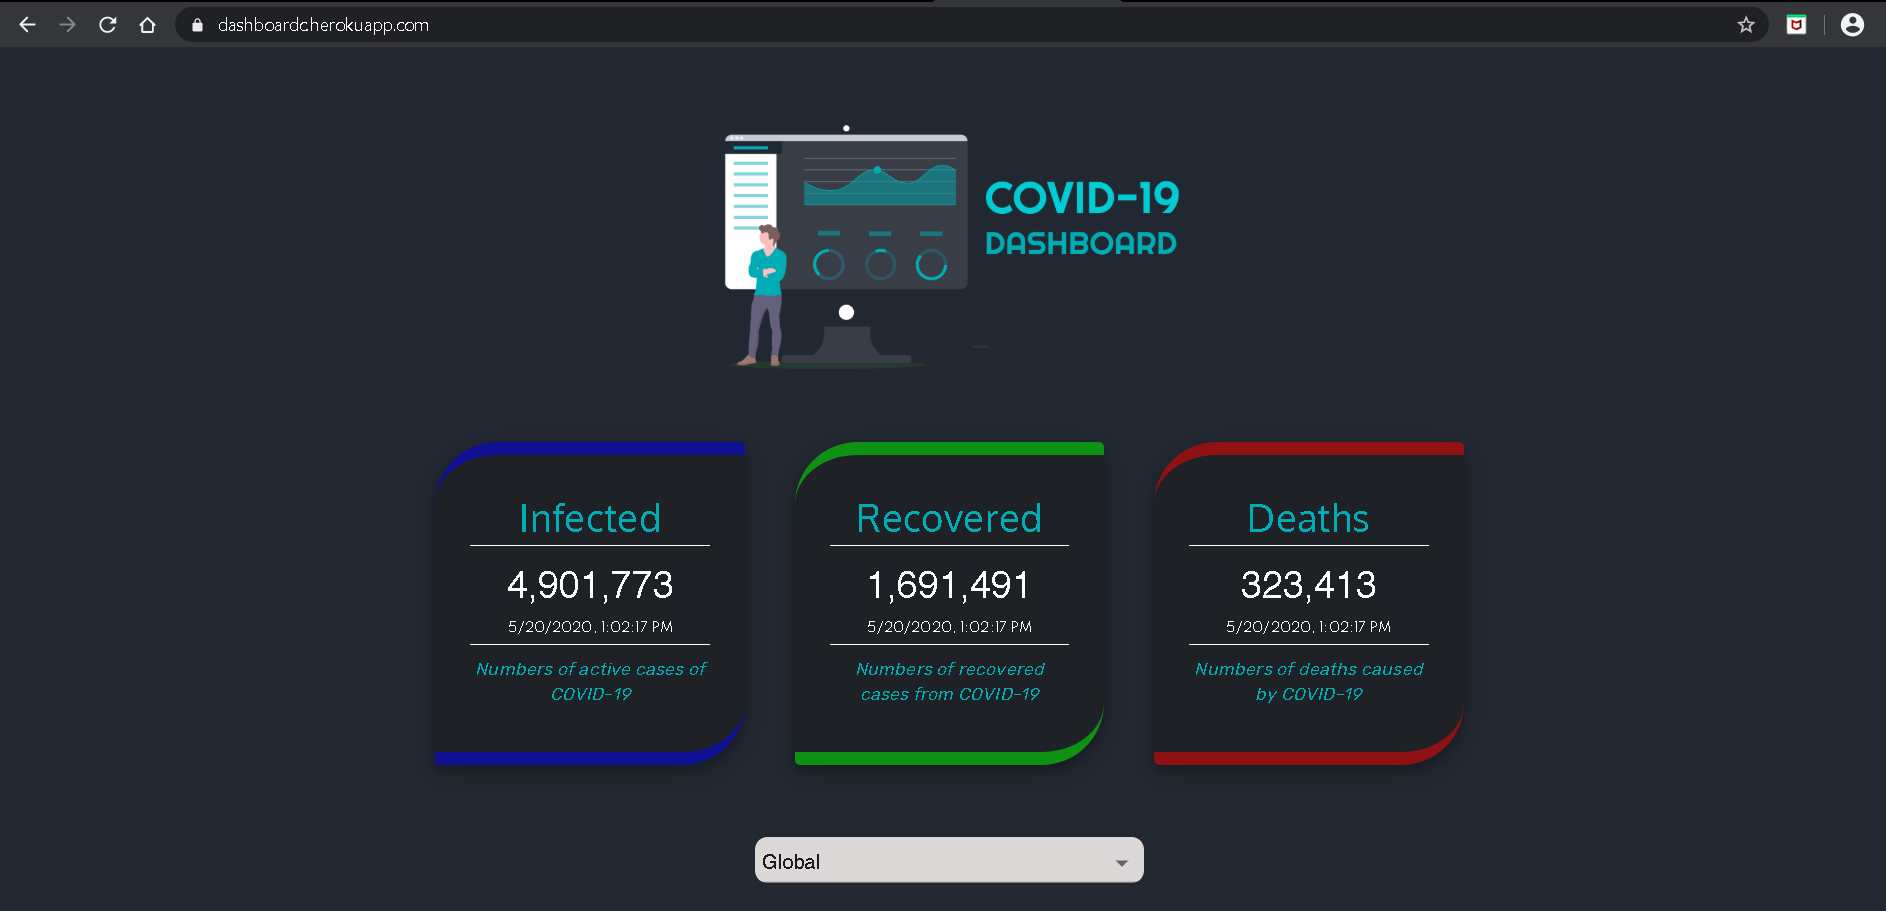 dashboardc.herokuapp.com
COVID-19
DASHBOARD
Infected
4,901,773
5/20/2020, 1:02:17 PM
Numbers of active cases of
COVID-19
Recovered
1,691,491
5/20/2020, 1:02:17 PM
Numbers of recovered
cases from COVID-19
Deaths
323,413
5/20/2020, 1:02:17 PM
Numbers of deaths caused
by COVID-19
Global